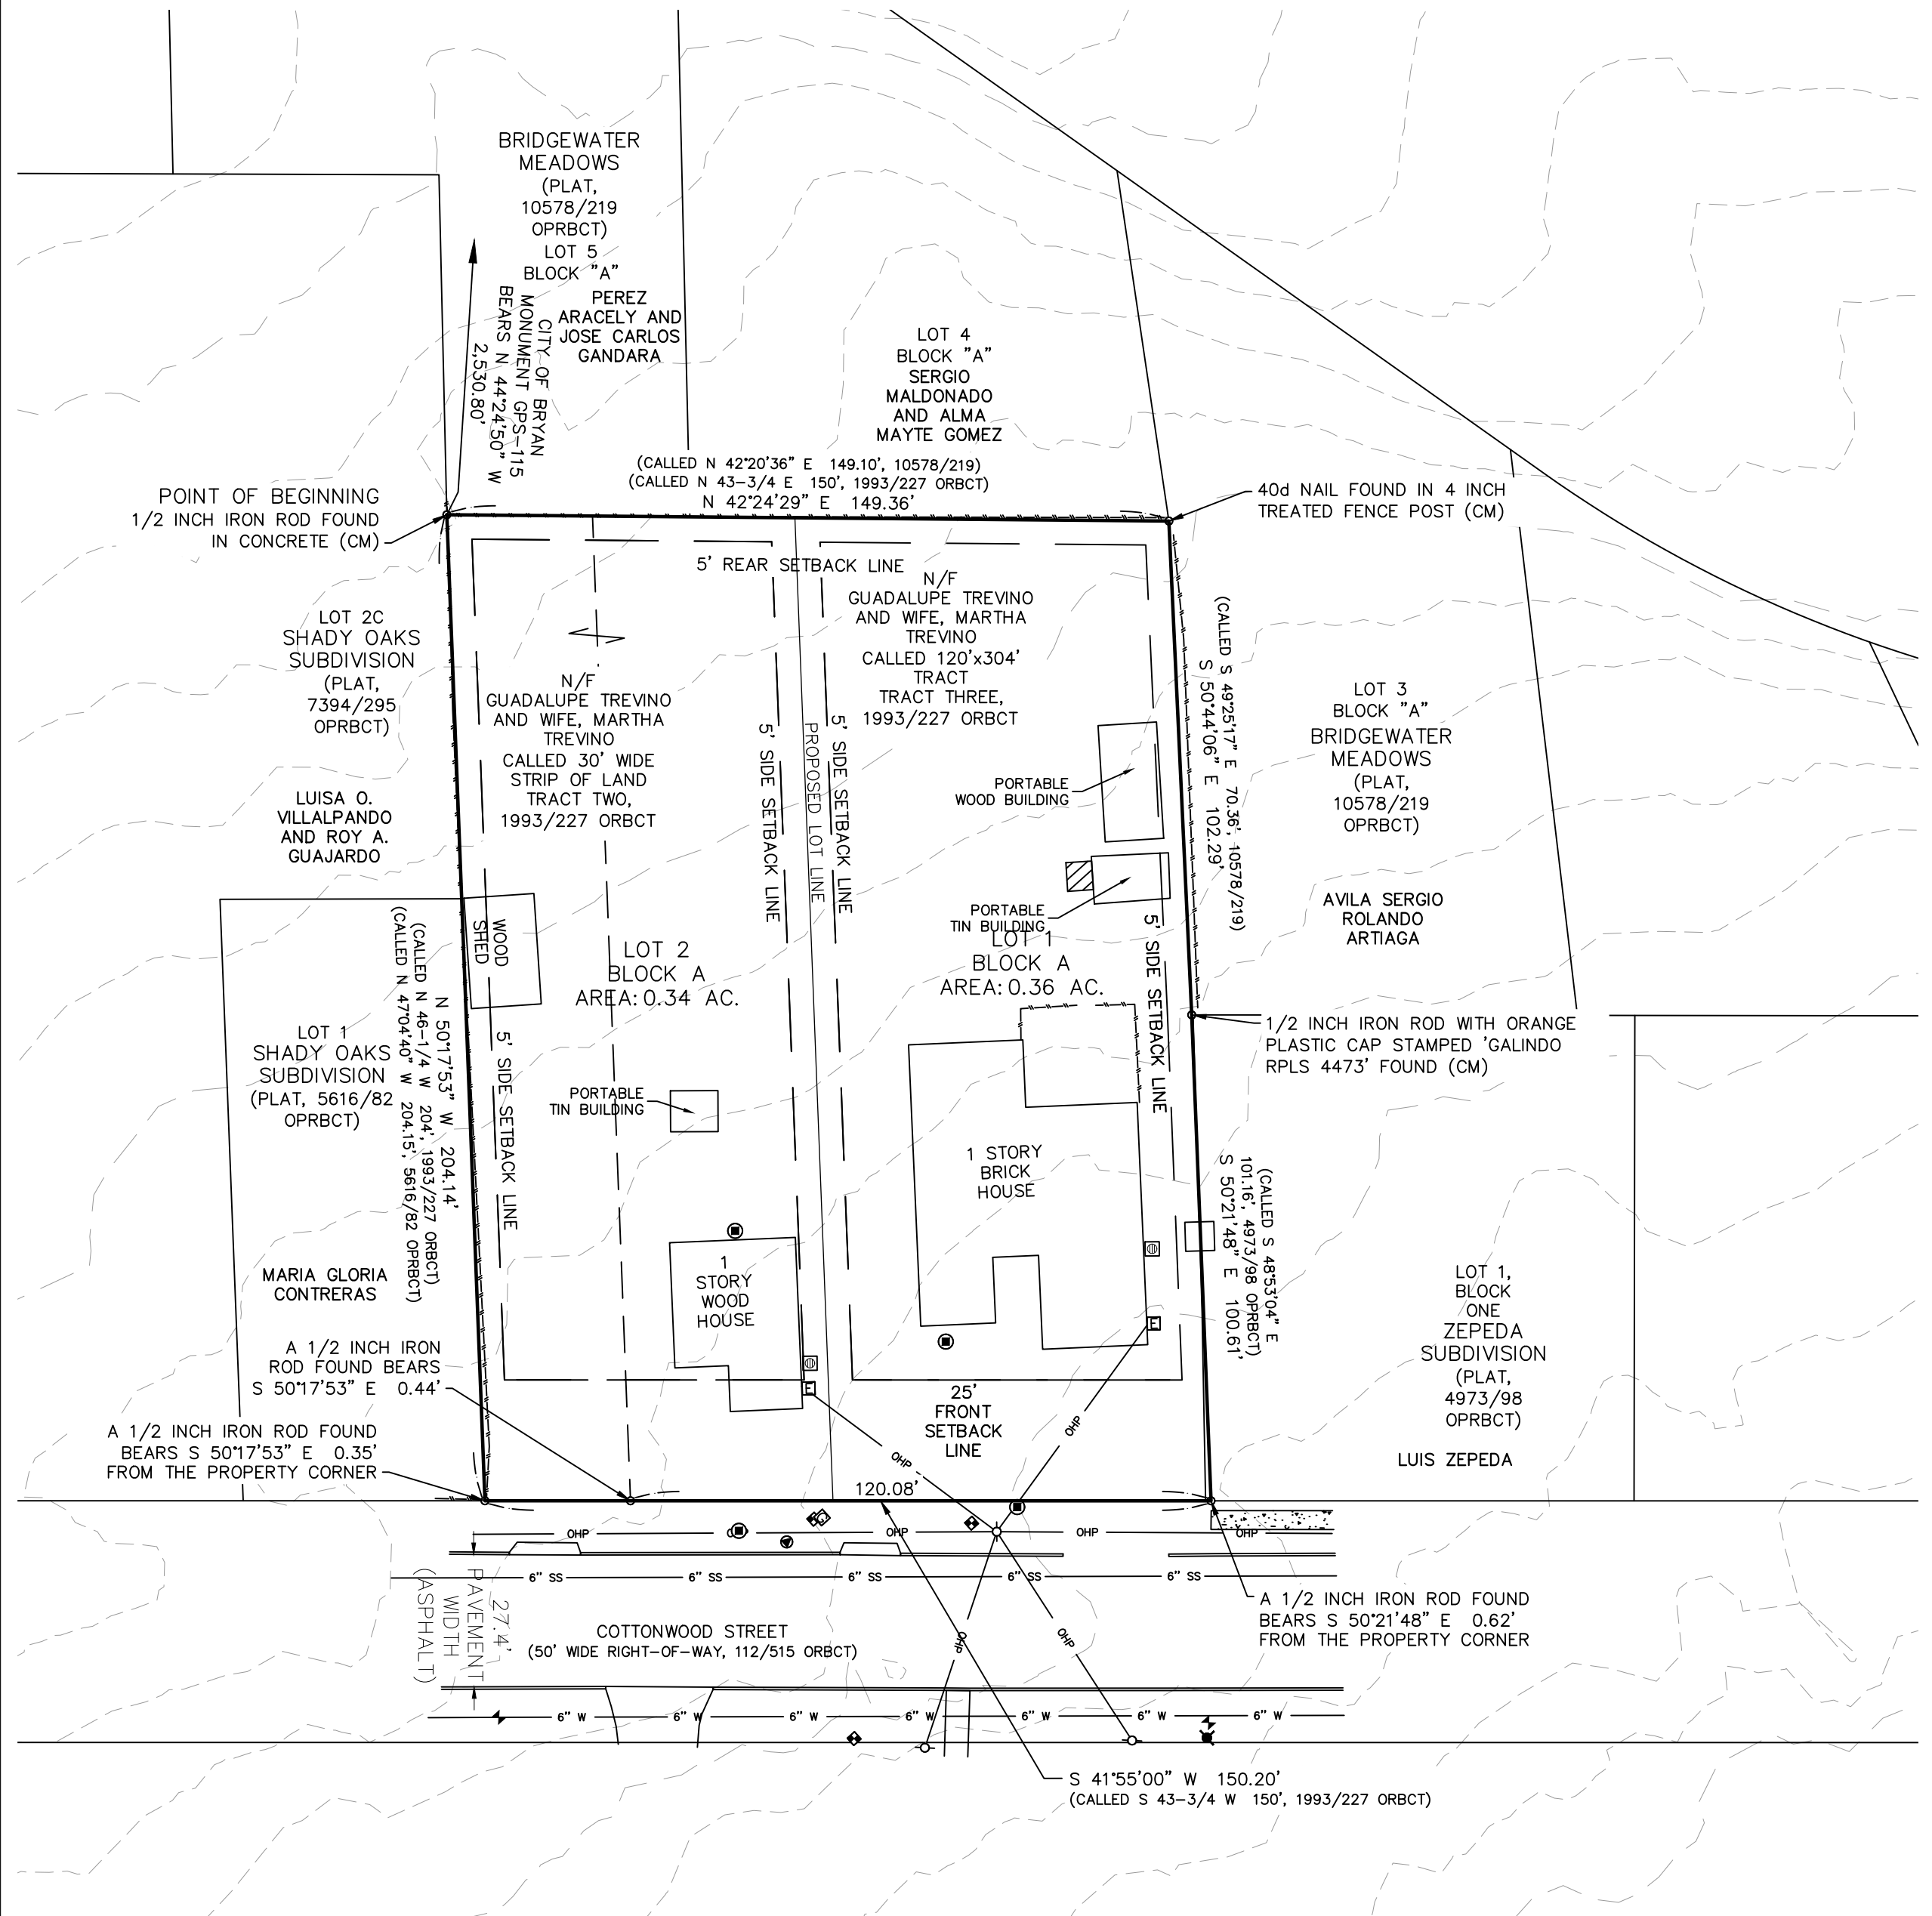 BRIDGEWATER
MEADOWS
(PLAT,
10578/219
OPRBCT)
LOT 5
BLOCK "A"
PEREZ
ARACELY AND
JOSE CARLOS
GANDARA
CITY OF BRYAN
MONUMENT GPS-115
BEARS N 44°24'50" W
2,530.80'
LOT 4
BLOCK "A"
SERGIO
MALDONADO
AND ALMA
MAYTE GOMEZ
(CALLED N 42°20'36" E 149.10', 10578/219)
(CALLED N 43-3/4 E 150', 1993/227 ORBCT)
N 42°24'29" E 149.36'
POINT OF BEGINNING
1/2 INCH IRON ROD FOUND
IN CONCRETE (CM)
40d NAIL FOUND IN 4 INCH
TREATED FENCE POST (CM)
5' REAR SETBACK LINE
N/F
GUADALUPE TREVINO
AND WIFE, MARTHA
TREVINO
CALLED 120'x304'
TRACT
TRACT THREE,
1993/227 ORBCT
LOT 2C
SHADY OAKS
SUBDIVISION
(PLAT,
7394/295
OPRBCT)
N/F
GUADALUPE TREVINO
AND WIFE, MARTHA
TREVINO
CALLED 30' WIDE
STRIP OF LAND
TRACT TWO,
1993/227 ORBCT
5' SIDE SETBACK LINE
PROPOSED LOT LINE
5' SIDE SETBACK LINE
(CALLED S 49°25'17" E 70.36', 10578/219)
S 50°44'06" E 102.29'
LOT 3
BLOCK "A"
BRIDGEWATER
MEADOWS
(PLAT,
10578/219
OPRBCT)
PORTABLE
WOOD BUILDING
LUISA O.
VILLALPANDO
AND ROY A.
GUAJARDO
PORTABLE
TIN BUILDING
AVILA SERGIO
ROLANDO
ARTIAGA
WOOD
SHED
LOT 2
BLOCK A
AREA: 0.34 AC.
LOT 1
BLOCK A
AREA: 0.36 AC.
5' SIDE SETBACK LINE
1/2 INCH IRON ROD WITH ORANGE
PLASTIC CAP STAMPED 'GALINDO
RPLS 4473' FOUND (CM)
LOT 1
SHADY OAKS
SUBDIVISION
(PLAT, 5616/82
OPRBCT)
N 50°17'53" W 204.14'
(CALLED N 46-1/4 W 204', 1993/227 ORBCT)
(CALLED N 47°04'40" W 204.15', 5616/82 OPRBCT)
5' SIDE SETBACK LINE
PORTABLE
TIN BUILDING
1 STORY
BRICK
HOUSE
(CALLED S 48°53'04" E
101.16', 4973/98 OPRBCT)
S 50°21'48" E 100.61'
MARIA GLORIA
CONTRERAS
1
STORY
WOOD
HOUSE
E
E
LOT 1,
BLOCK
ONE
ZEPEDA
SUBDIVISION
(PLAT,
4973/98
OPRBCT)
LUIS ZEPEDA
A 1/2 INCH IRON
ROD FOUND BEARS
S 50°17'53" E 0.44'
25'
FRONT
SETBACK
LINE
OHP
OHP
A 1/2 INCH IRON ROD FOUND
BEARS S 50°17'53" E 0.35'
FROM THE PROPERTY CORNER
120.08'
OHP OHP OHP OHP
6" SS 6" SS 6" SS 6" SS 6" SS
27.4'
PAVEMENT
WIDTH
(ASPHALT)
COTTONWOOD STREET
(50' WIDE RIGHT-OF-WAY, 112/515 ORBCT)
OHP OHP
A 1/2 INCH IRON ROD FOUND
BEARS S 50°21'48" E 0.62'
FROM THE PROPERTY CORNER
6" W 6" W 6" W 6" W 6" W 6" W 6" W
S 41°55'00" W 150.20'
(CALLED S 43-3/4 W 150', 1993/227 ORBCT)